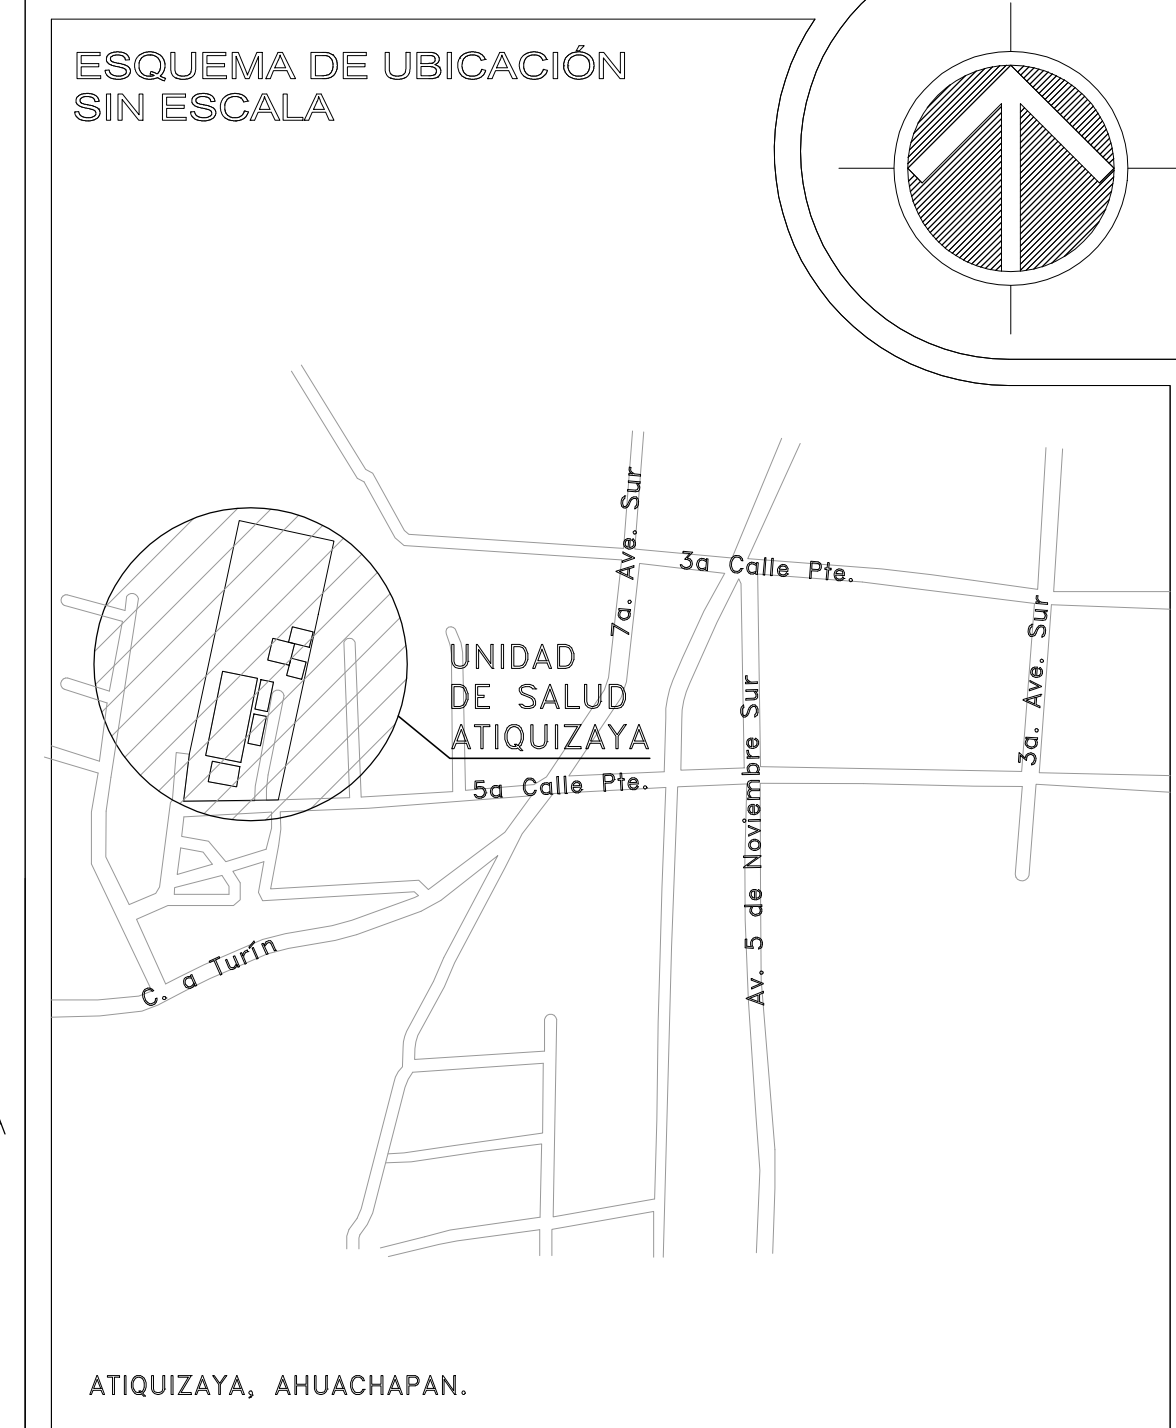 ESQUEMA DE UBICACIÓN
SIN ESCALA
7a. Ave. Sur
3a Calle Pte.
3a. Ave. Sur
UNIDAD
DE SALUD
ATIQUIZAYA
5a Calle Pte.
Av. 5 de Noviembre Sur
C. a Turín
ATIQUIZAYA, AHUACHAPAN.